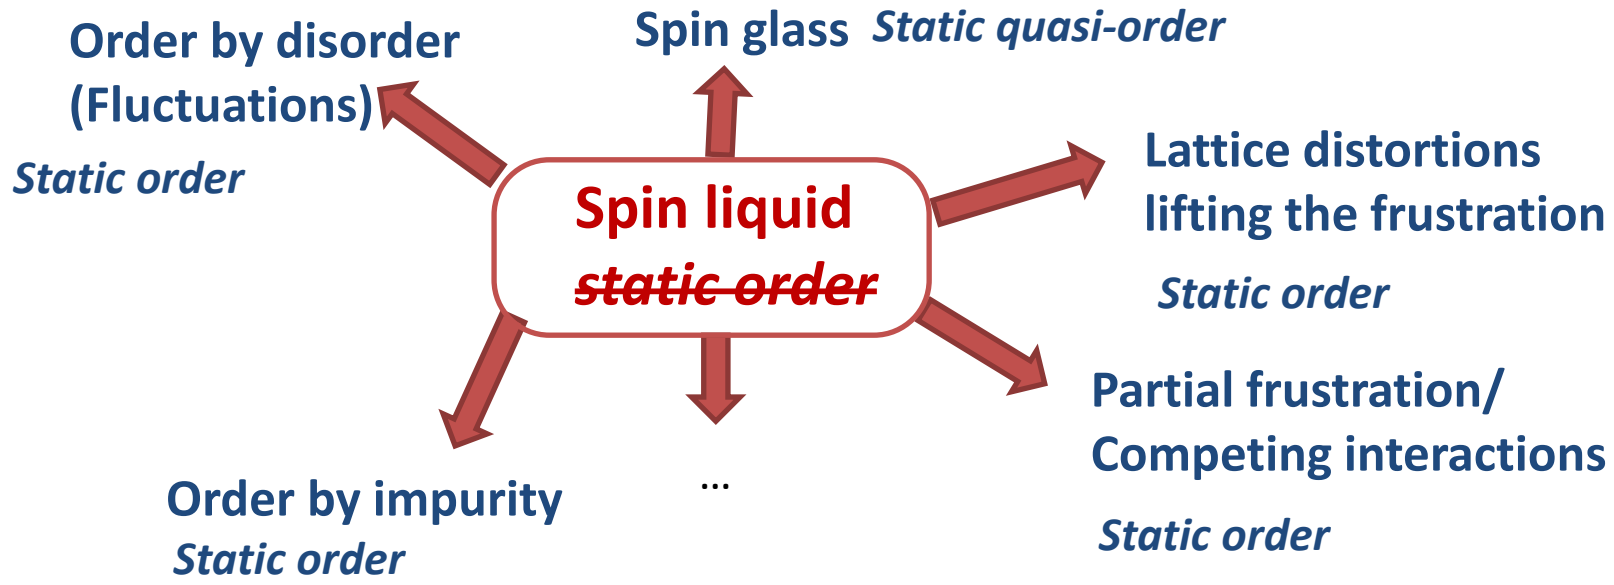 Order by disorder
(Fluctuations)
Static order
Spin glass Static quasi-order
Lattice distortions
lifting the frustration
Static order
Spin liquid
static order
Partial frustration/
Competing interactions
Static order
Order by impurity
Static order
...